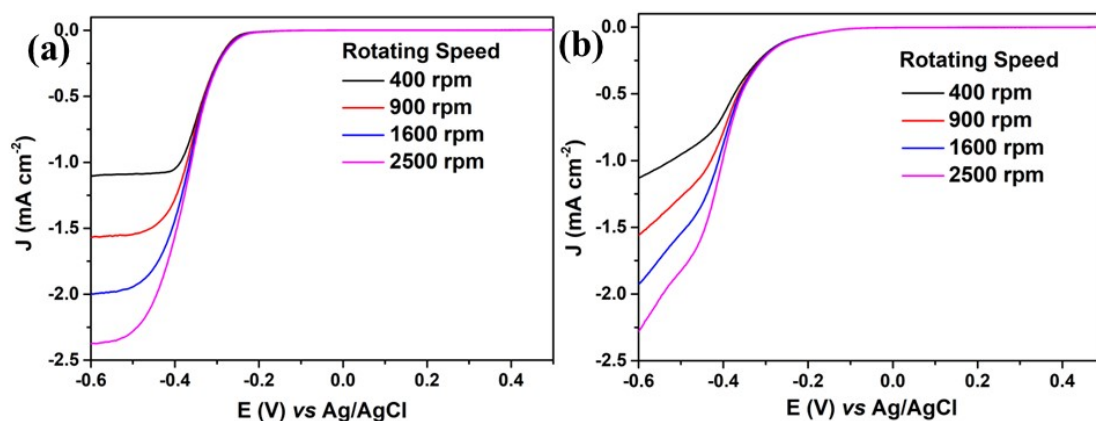 (a)
Rotating Speed
400 rpm
900 rpm
1600 rpm
2500 rpm
J (mA cm⁻²)
0.0
-0.5
-1.0
-1.5
-2.0
-2.5
-0.6 -0.4 -0.2 0.0 0.2 0.4
E (V) vs Ag/AgCl
(b)
Rotating Speed
400 rpm
900 rpm
1600 rpm
2500 rpm
J (mA cm⁻²)
0.0
-0.5
-1.0
-1.5
-2.0
-2.5
-0.6 -0.4 -0.2 0.0 0.2 0.4
E (V) vs Ag/AgCl